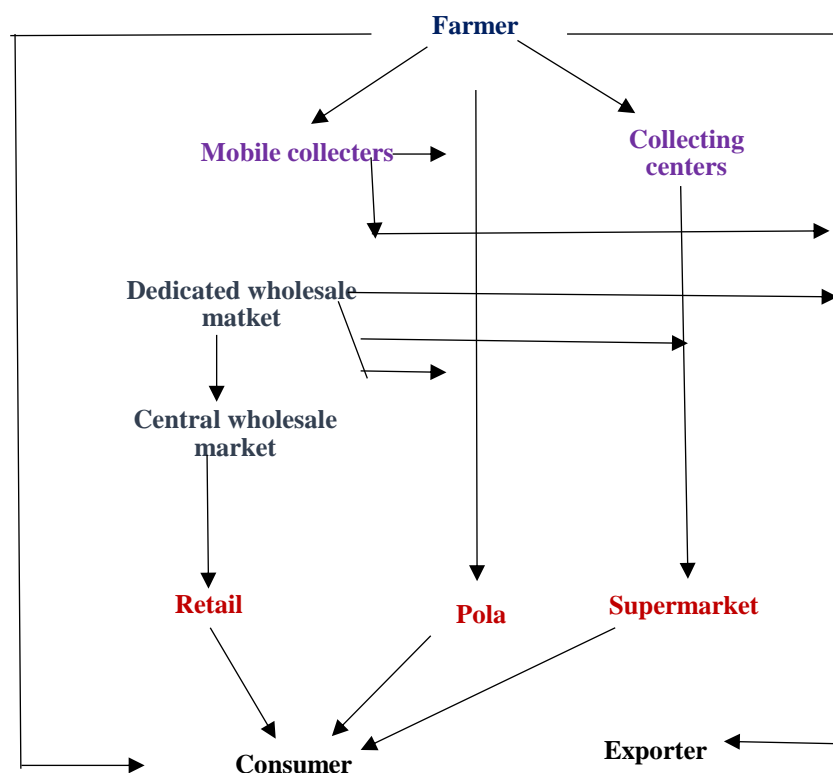 Farmer
Mobile collecters
Collecting
centers
Dedicated wholesale
matket
Central wholesale
market
Retail
Pola
Supermarket
Consumer
Exporter